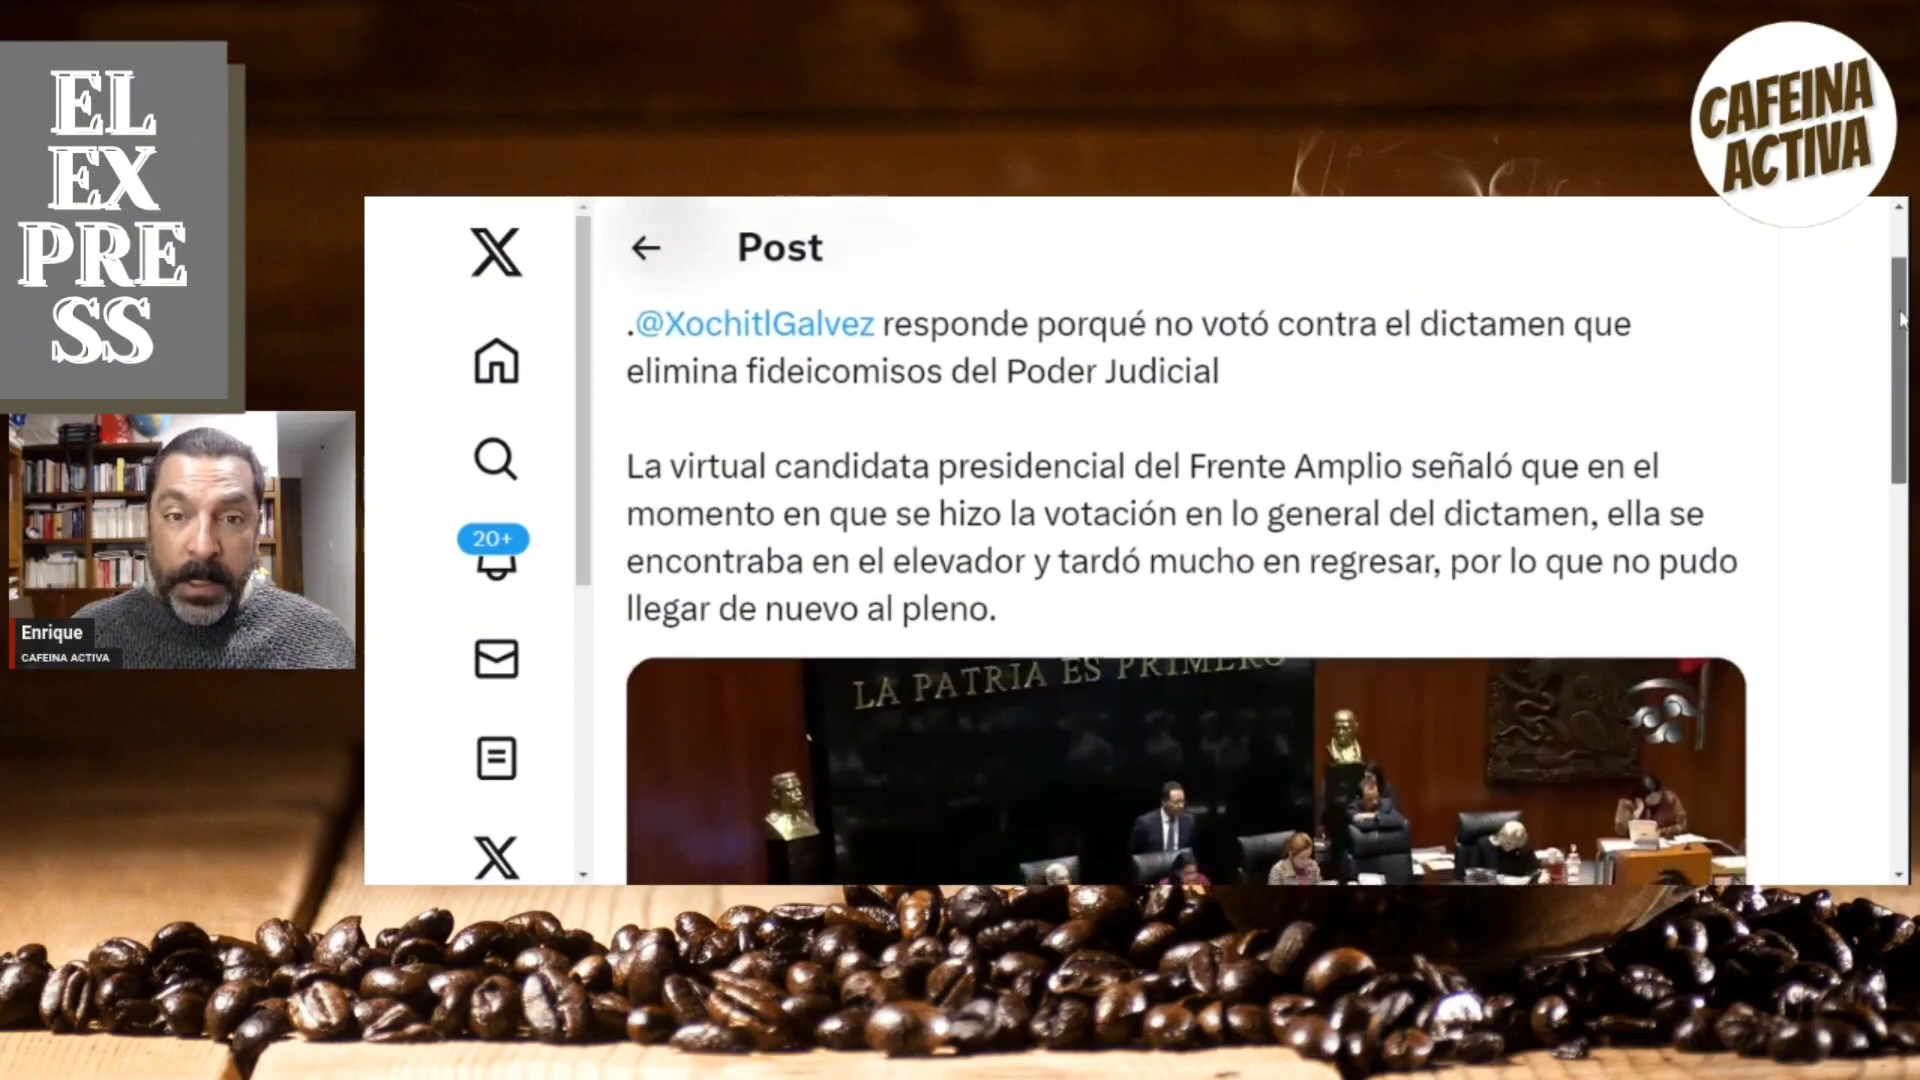 EL
EX
PRE
SS
CAFEINA
ACTIVA
Post
.@XochitlGalvez responde porqué no votó contra el dictamen que
elimina fideicomisos del Poder Judicial
La virtual candidata presidencial del Frente Amplio señaló que en el
momento en que se hizo la votación en lo general del dictamen, ella se
encontraba en el elevador y tardó mucho en regresar, por lo que no pudo
llegar de nuevo al pleno.
20+
LA PATRIA ES PRIMERO
Enrique
CAFEINA ACTIVA